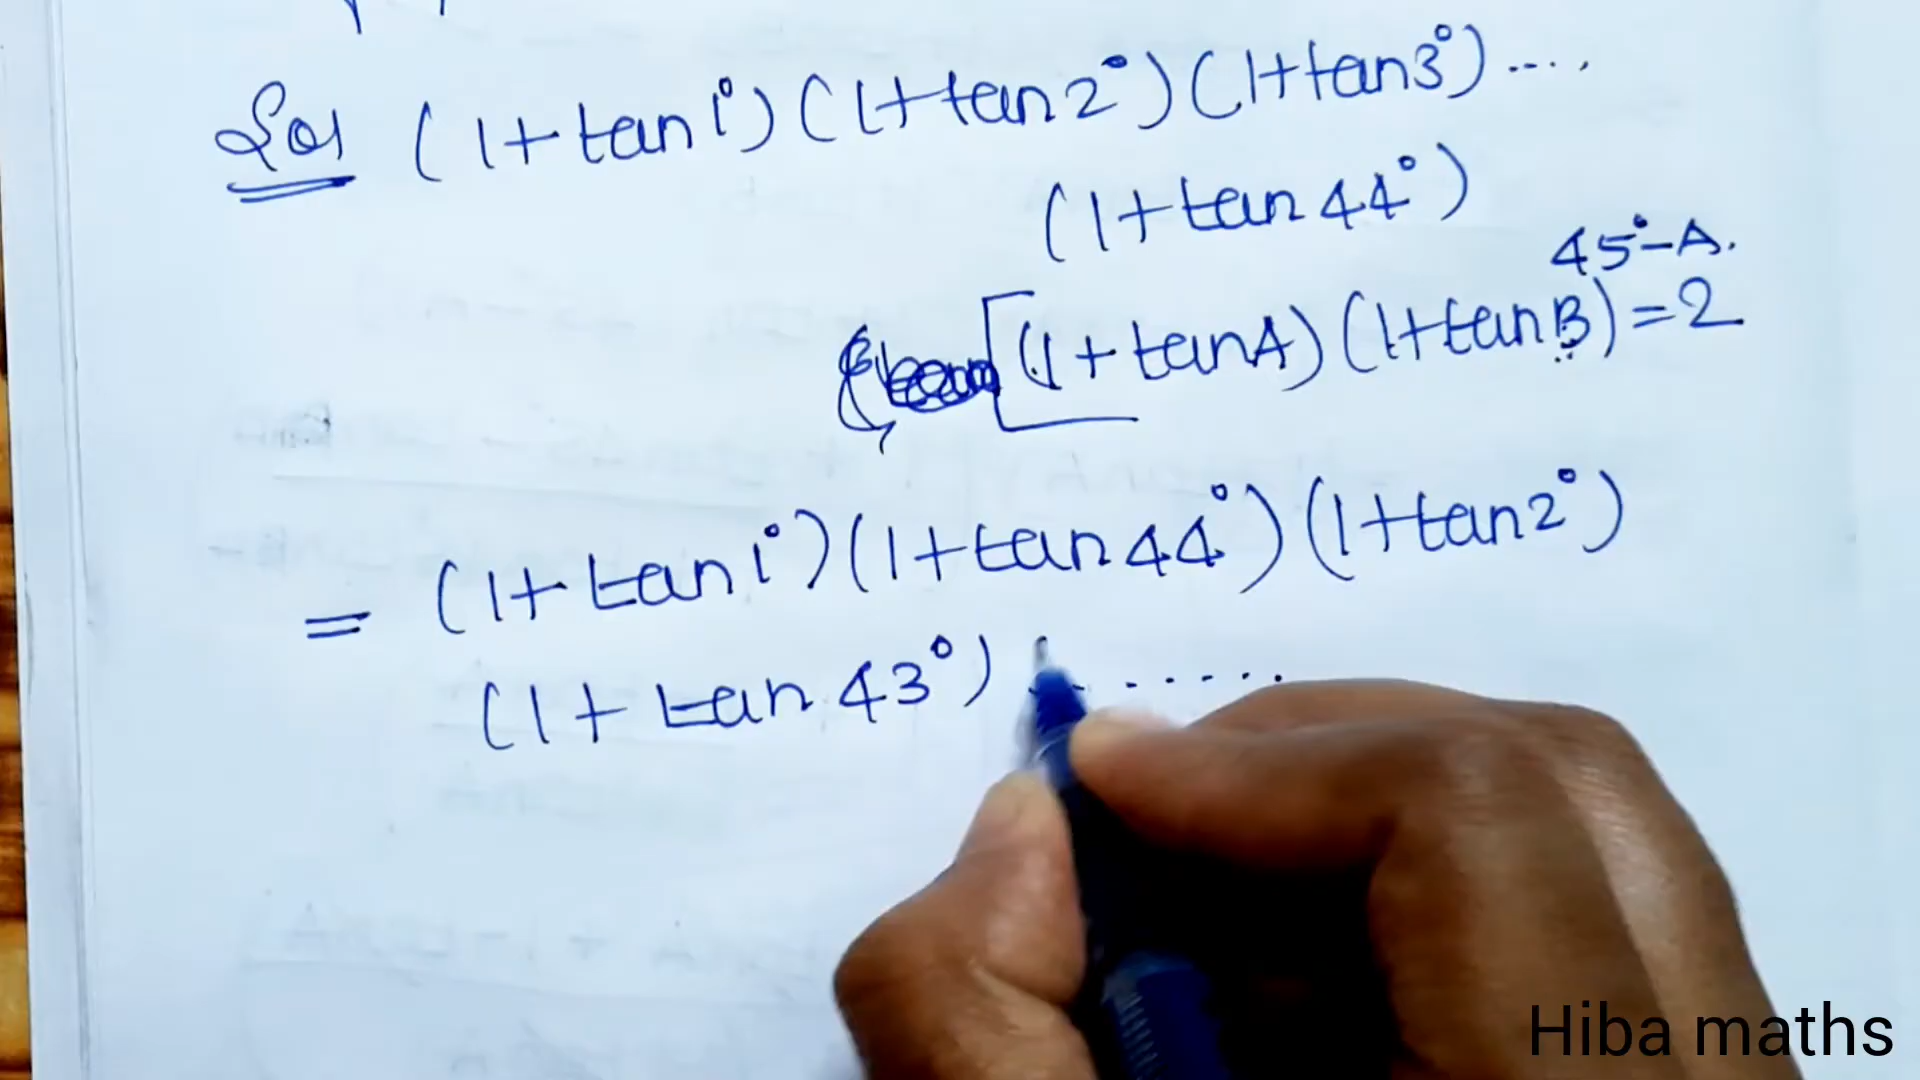 Sol (1+tan1°)(1+tan2°)(1+tan3°)....
(1+tan44°)
45°-A.
(1+tanA)(1+tanB)=2
= (1+tan1°)(1+tan44°)(1+tan2°)
(1+tan43°) .......
Hiba maths